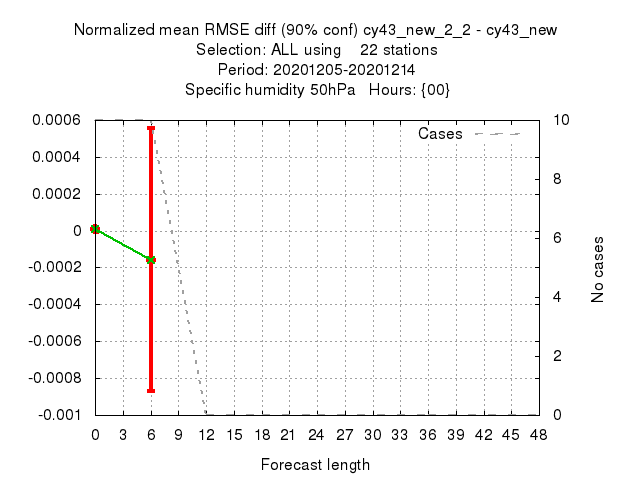 Normalized mean RMSE diff (90% conf) cy43_new_2_2 - cy43_new
Selection: ALL using 22 stations
Period: 20201205-20201214
Specific humidity 50hPa Hours: {00}
Cases
0.0006
0.0004
0.0002
0
-0.0002
-0.0004
-0.0006
-0.0008
-0.001
10
8
6
4
2
0
No cases
0 3 6 9 12 15 18 21 24 27 30 33 36 39 42 45 48
Forecast length